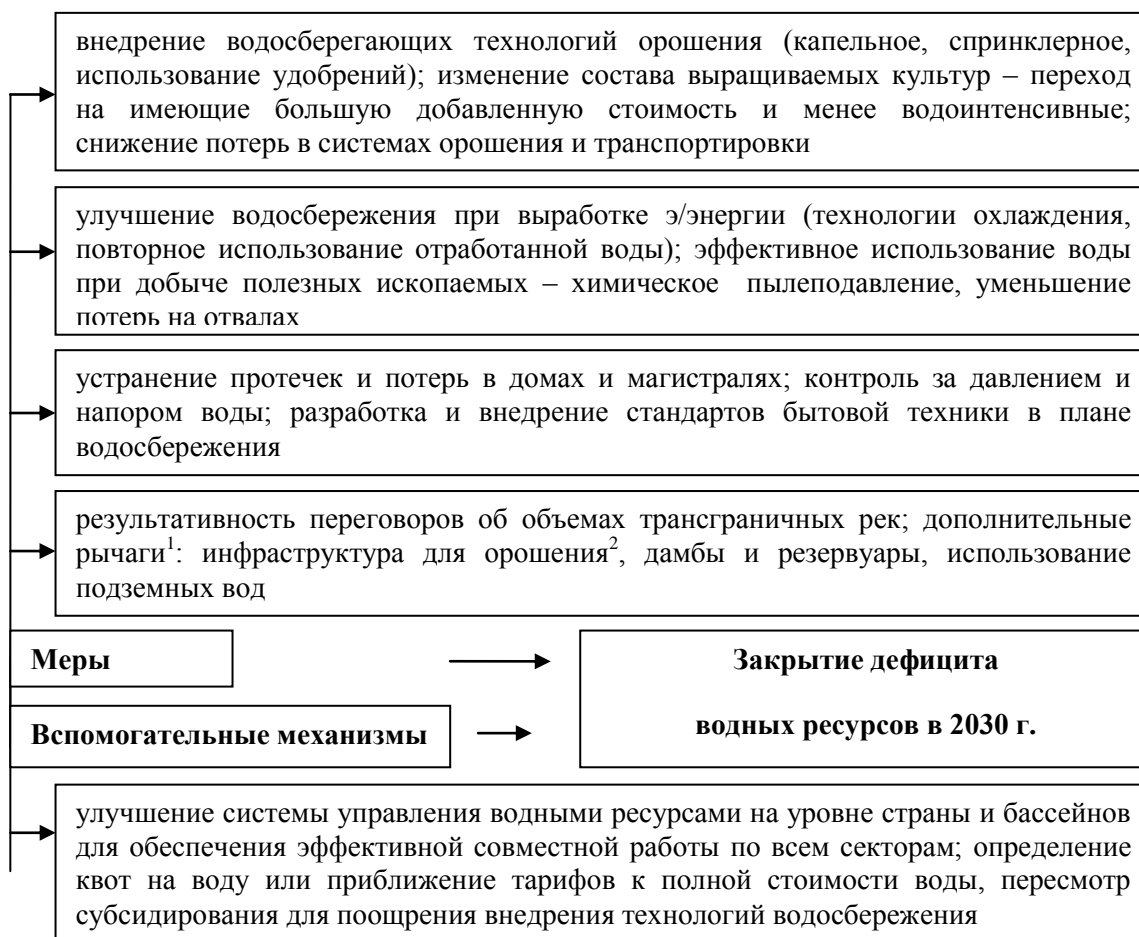 внедрение водосберегающих технологий орошения (капельное, спринклерное,
использование удобрений); изменение состава выращиваемых культур – переход
на имеющие большую добавленную стоимость и менее водоинтенсивные;
снижение потерь в системах орошения и транспортировки
улучшение водосбережения при выработке э/энергии (технологии охлаждения,
повторное использование отработанной воды); эффективное использование воды
при добыче полезных ископаемых – химическое пылеподавление, уменьшение
потерь на отвалах
устранение протечек и потерь в домах и магистралях; контроль за давлением и
напором воды; разработка и внедрение стандартов бытовой техники в плане
водосбережения
результативность переговоров об объемах трансграничных рек; дополнительные
рычаги¹: инфраструктура для орошения², дамбы и резервуары, использование
подземных вод
Меры
Закрытие дефицита
водных ресурсов в 2030 г.
Вспомогательные механизмы
улучшение системы управления водными ресурсами на уровне страны и бассейнов
для обеспечения эффективной совместной работы по всем секторам; определение
квот на воду или приближение тарифов к полной стоимости воды, пересмотр
субсидирования для поощрения внедрения технологий водосбережения